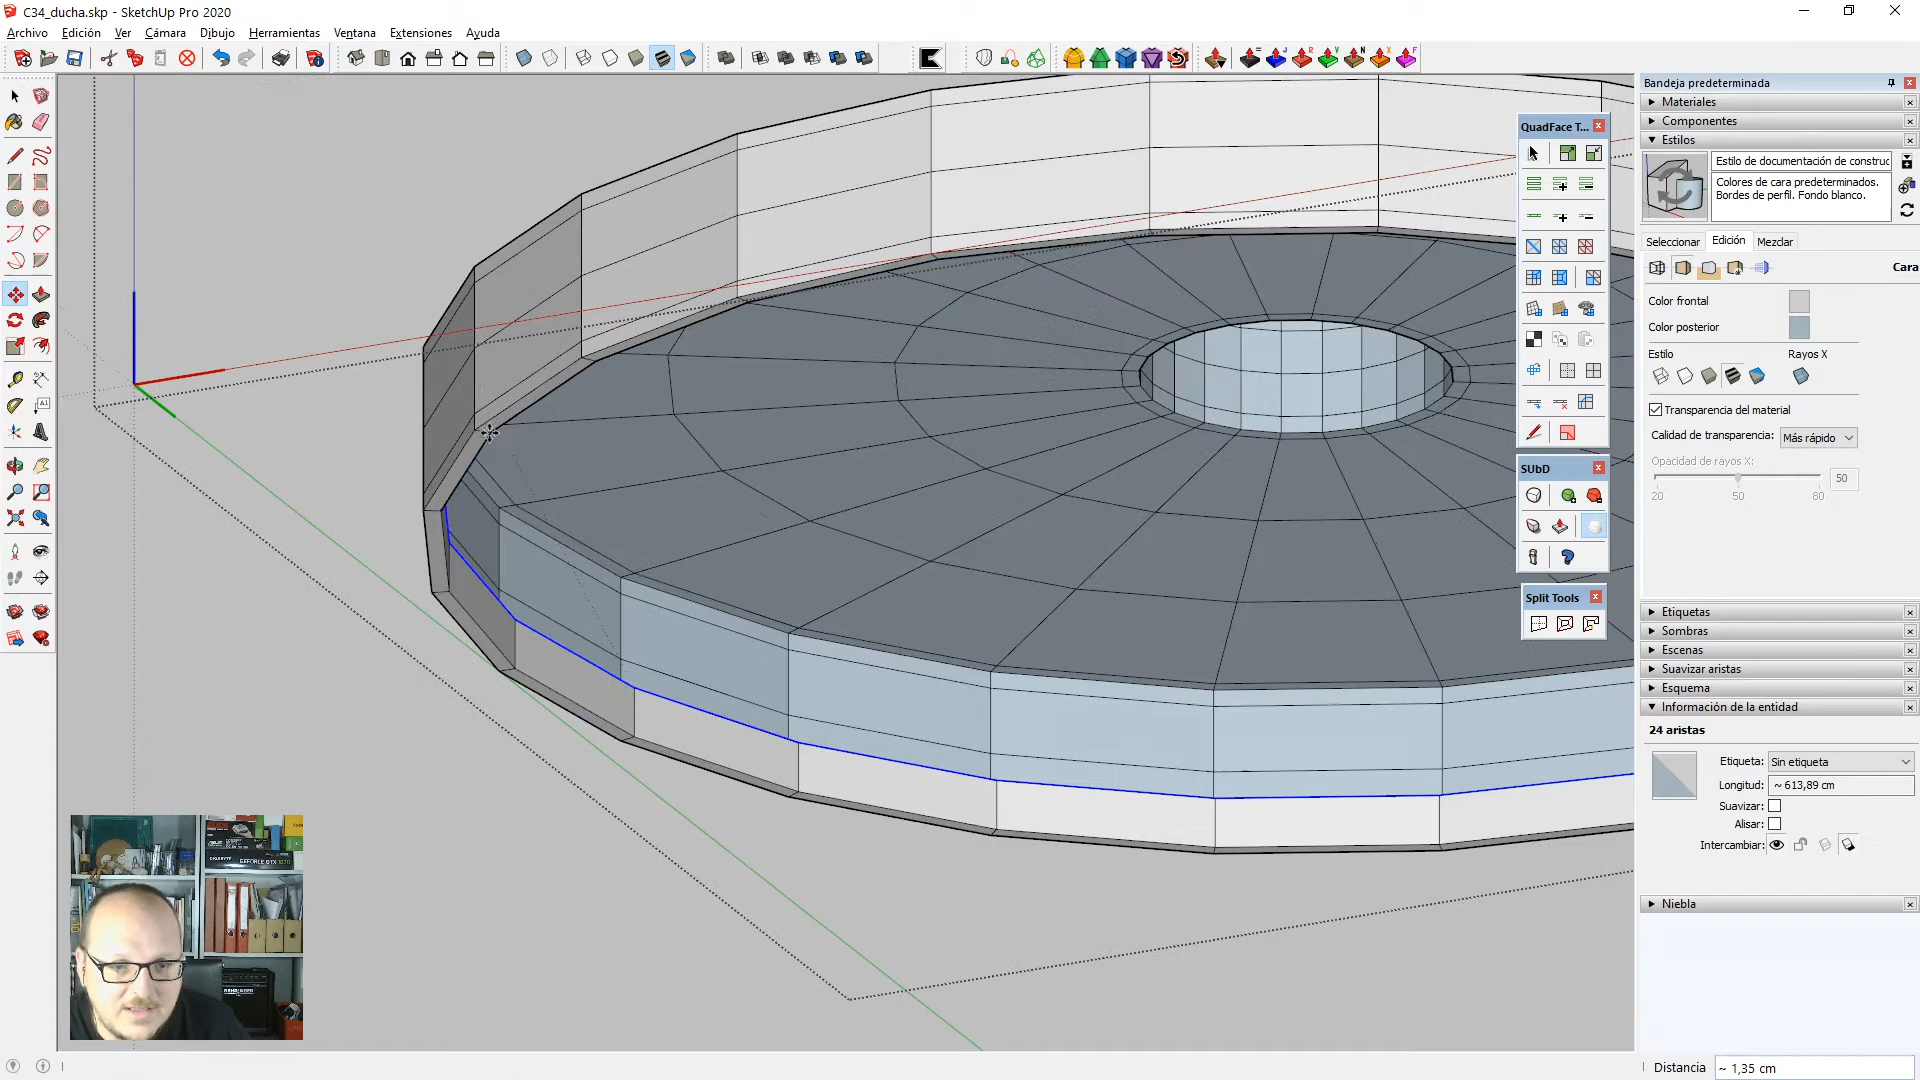 C34_ducha.skp - SketchUp Pro 2020
Archivo Edición Ver Cámara Dibujo Herramientas Ventana Extensiones Ayuda
Bandeja predeterminada
Materiales
Componentes
Estilos
Estilo de documentación de construc
Colores de cara predeterminados.
Bordes de perfil. Fondo blanco.
Seleccionar Edición Mezclar
Cara
Color frontal
Color posterior
Estilo Rayos X
Transparencia del material
Calidad de transparencia: Más rápido
Opacidad de rayos X:
50
20 50 80
Etiquetas
Sombras
Escenas
Suavizar aristas
Esquema
Información de la entidad
24 aristas
Etiqueta: Sin etiqueta
Longitud: ~ 613,89 cm
Suavizar:
Alisar:
Intercambiar:
Niebla
QuadFace T...
SUbD
Split Tools
Distancia ~ 1,35 cm